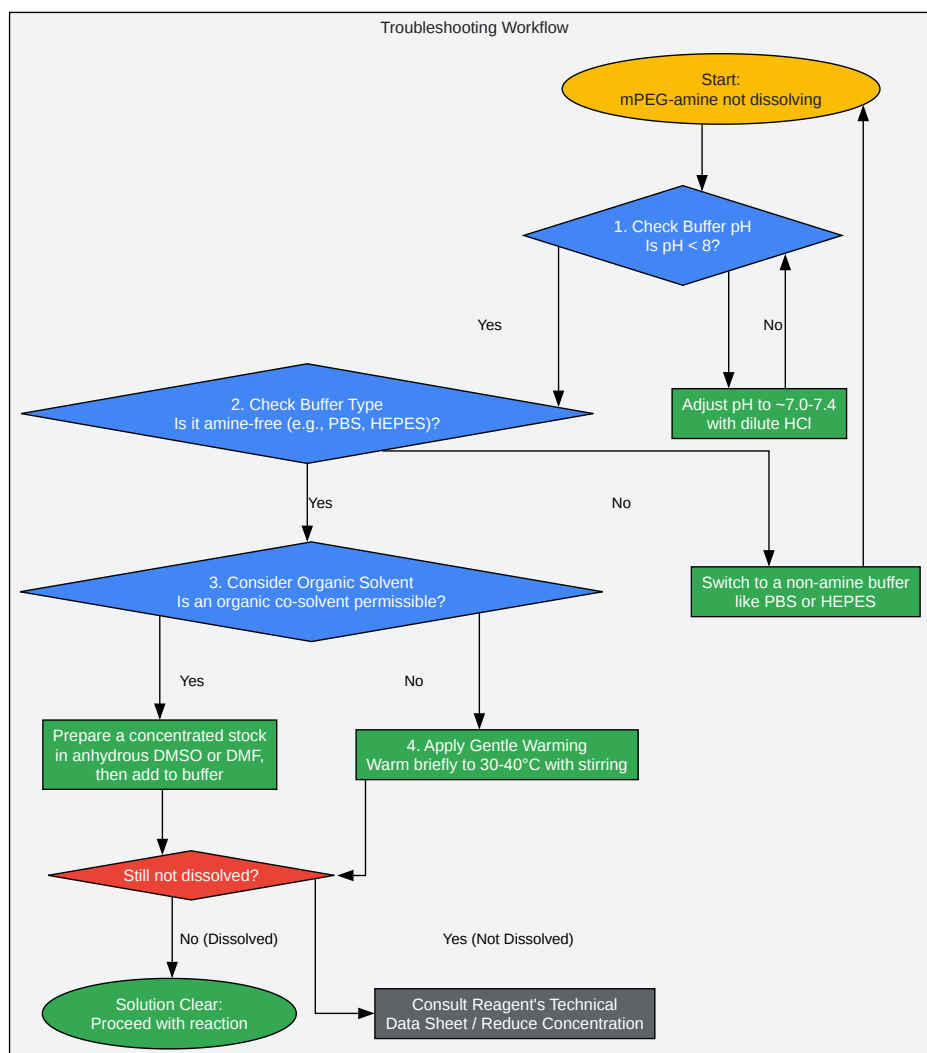 Troubleshooting Workflow
Start:
mPEG-amine not dissolving
1. Check Buffer pH
Is pH < 8?
Yes
No
2. Check Buffer Type
Is it amine-free (e.g., PBS, HEPES)?
Adjust pH to ~7.0-7.4
with dilute HCl
Yes
No
3. Consider Organic Solvent
Is an organic co-solvent permissible?
Switch to a non-amine buffer
like PBS or HEPES
Yes
No
Prepare a concentrated stock
in anhydrous DMSO or DMF,
then add to buffer
4. Apply Gentle Warming
Warm briefly to 30-40°C with stirring
Still not dissolved?
No (Dissolved)
Yes (Not Dissolved)
Solution Clear:
Proceed with reaction
Consult Reagent's Technical
Data Sheet / Reduce Concentration